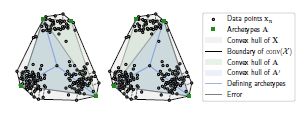 Data points xₙ
Archetypes A
Convex hull of X
Boundary of conv(𝒳)
Convex hull of A
Convex hull of Aʲ
Defining archetypes
Error